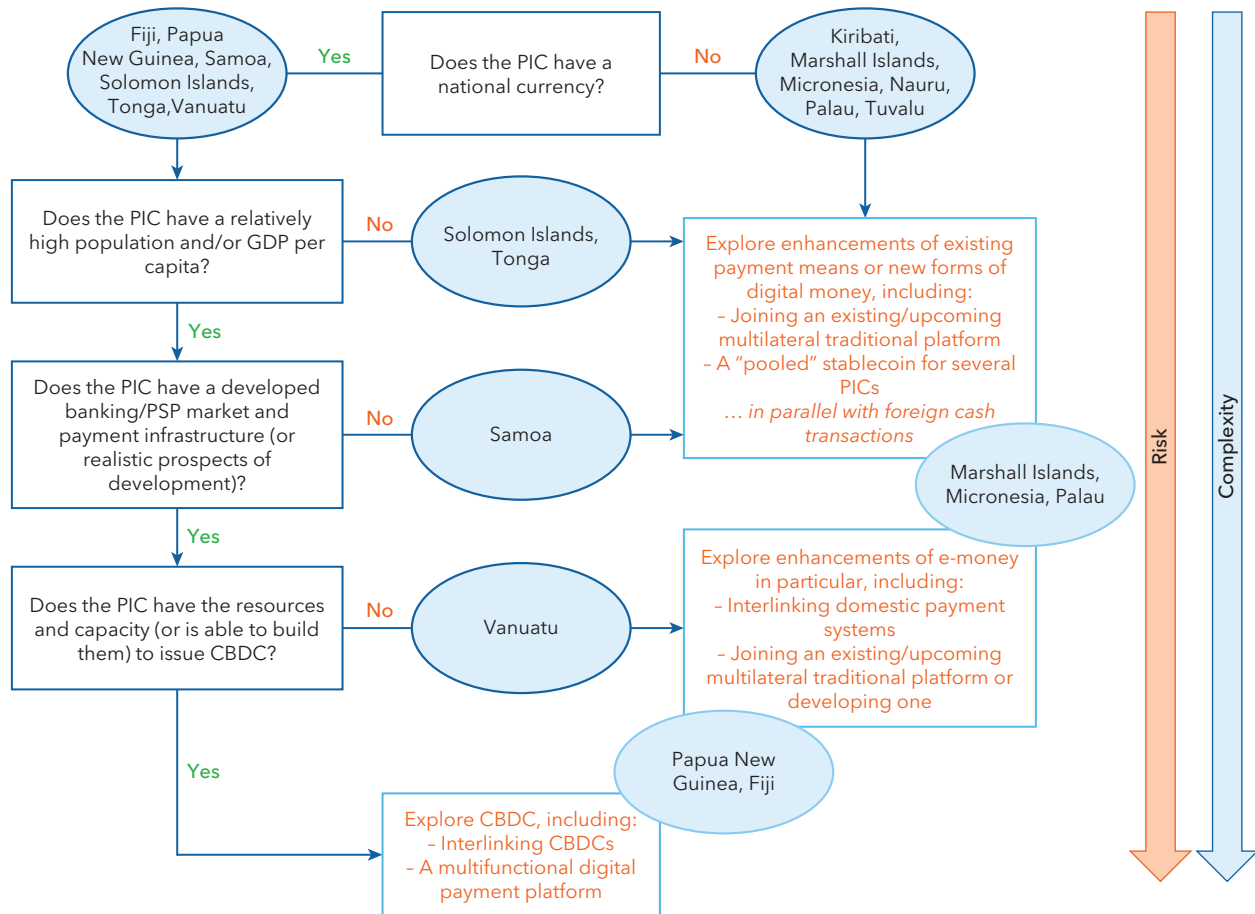 Fiji, Papua
New Guinea, Samoa,
Solomon Islands,
Tonga,Vanuatu
Yes
Does the PIC have a
national currency?
No
Kiribati,
Marshall Islands,
Micronesia, Nauru,
Palau, Tuvalu
Does the PIC have a relatively
high population and/or GDP per
capita?
No
Solomon Islands,
Tonga
Explore enhancements of existing
payment means or new forms of
digital money, including:
– Joining an existing/upcoming
multilateral traditional platform
– A “pooled” stablecoin for several
PICs
… in parallel with foreign cash
transactions
Yes
Does the PIC have a developed
banking/PSP market and
payment infrastructure (or
realistic prospects of
development)?
No
Samoa
Marshall Islands,
Micronesia, Palau
Yes
Does the PIC have the resources
and capacity (or is able to build
them) to issue CBDC?
No
Vanuatu
Explore enhancements of e-money
in particular, including:
– Interlinking domestic payment
systems
– Joining an existing/upcoming
multilateral traditional platform or
developing one
Yes
Papua New
Guinea, Fiji
Explore CBDC, including:
– Interlinking CBDCs
– A multifunctional digital
payment platform
Risk
Complexity